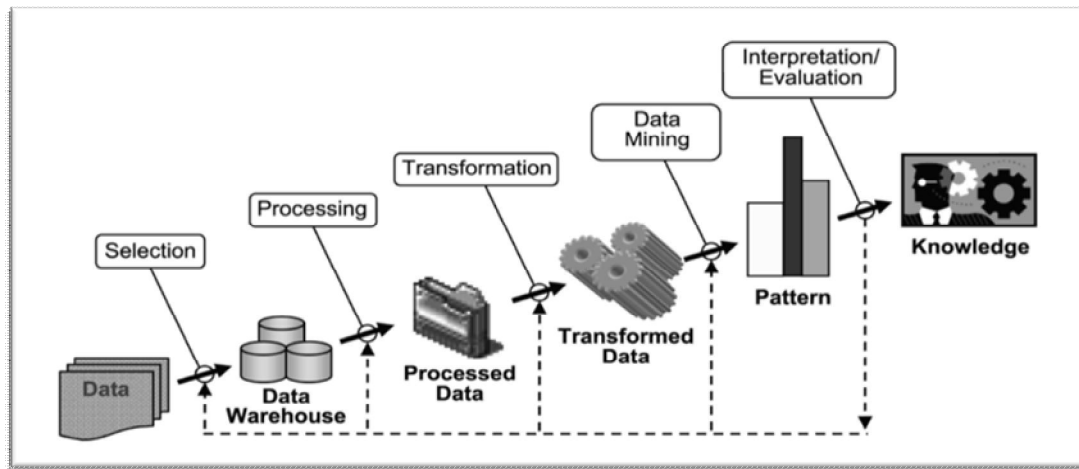 Interpretation/
Evaluation
Data
Mining
Transformation
Processing
Selection
Knowledge
Pattern
Transformed
Data
Processed
Data
Data
Warehouse
Data